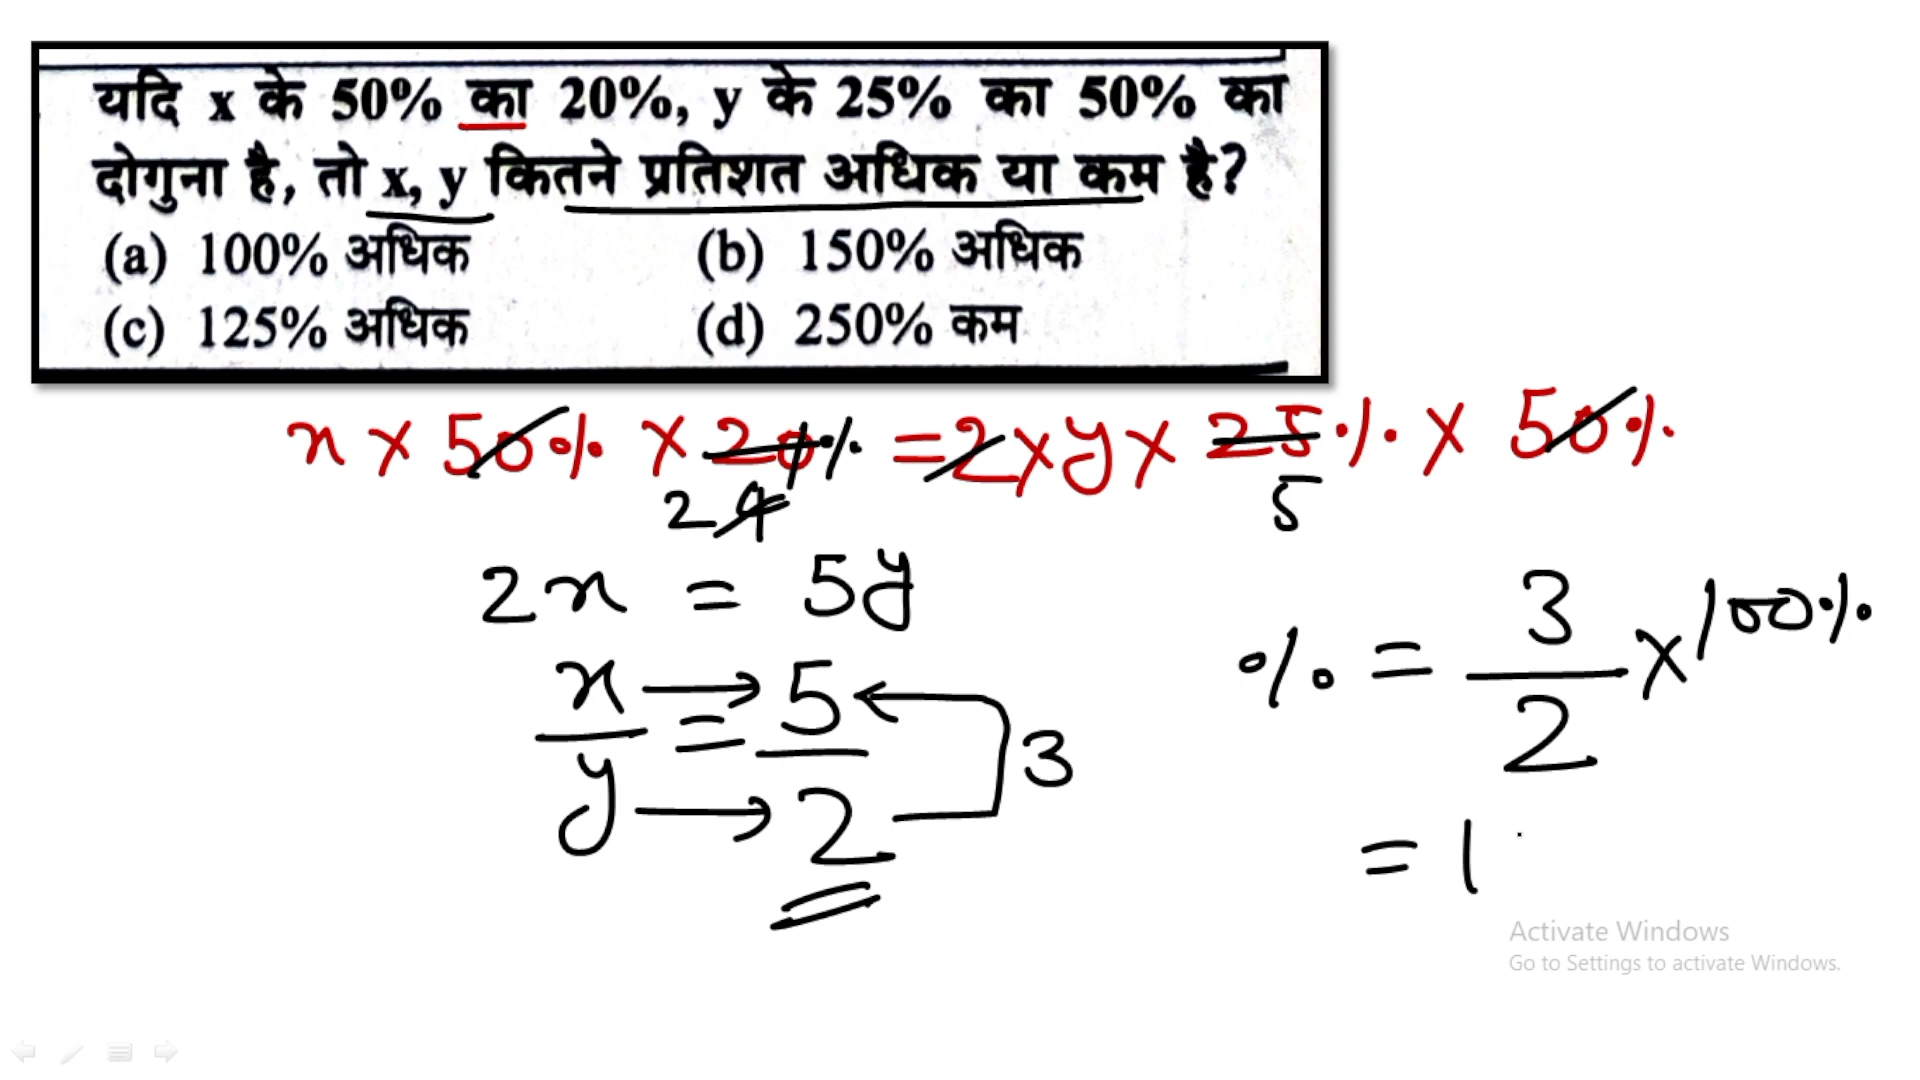 यदि x के 50% का 20%, y के 25% का 50% का
दोगुना है, तो x, y कितने प्रतिशत अधिक या कम है?
(a) 100% अधिक (b) 150% अधिक
(c) 125% अधिक (d) 250% कम
x × 50% × 20% = 2 × y × 25% × 50%
2 4 5
2x = 5y
x/y = 5/2
3
% = 3/2 × 100%
= 1
Activate Windows
Go to Settings to activate Windows.